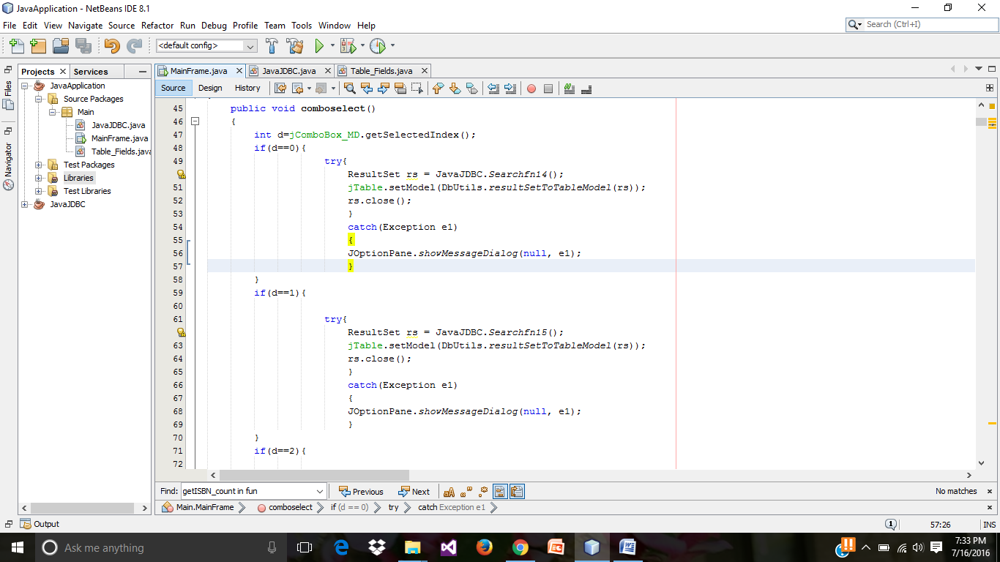 JavaApplication - NetBeans IDE 8.1
File Edit View Navigate Source Refactor Run Debug Profile Team Tools Window Help
Search (Ctrl+I)
<default config>
Files
Navigator
Projects
Services
JavaApplication
Source Packages
Main
JavaJDBC.java
MainFrame.java
Table_Fields.java
Test Packages
Libraries
Test Libraries
JavaJDBC
MainFrame.java
JavaJDBC.java
Table_Fields.java
Source Design History
45 public void comboselect()
46 {
47 int d=jComboBox_MD.getSelectedIndex();
48 if(d==0){
49 try{
ResultSet rs = JavaJDBC.Searchfn14();
51 jTable.setModel(DbUtils.resultSetToTableModel(rs));
52 rs.close();
53 }
54 catch(Exception e1)
55 {
56 JOptionPane.showMessageDialog(null, e1);
57 }
58 }
59 if(d==1){
60
61 try{
ResultSet rs = JavaJDBC.Searchfn15();
63 jTable.setModel(DbUtils.resultSetToTableModel(rs));
64 rs.close();
65 }
66 catch(Exception e1)
67 {
68 JOptionPane.showMessageDialog(null, e1);
69 }
70 }
71 if(d==2){
72
Find: getISBN_count in fun Previous Next No matches
Main.MainFrame comboselect if (d == 0) try catch Exception e1
Output 1 57:26 INS
Ask me anything
7:33 PM
7/16/2016